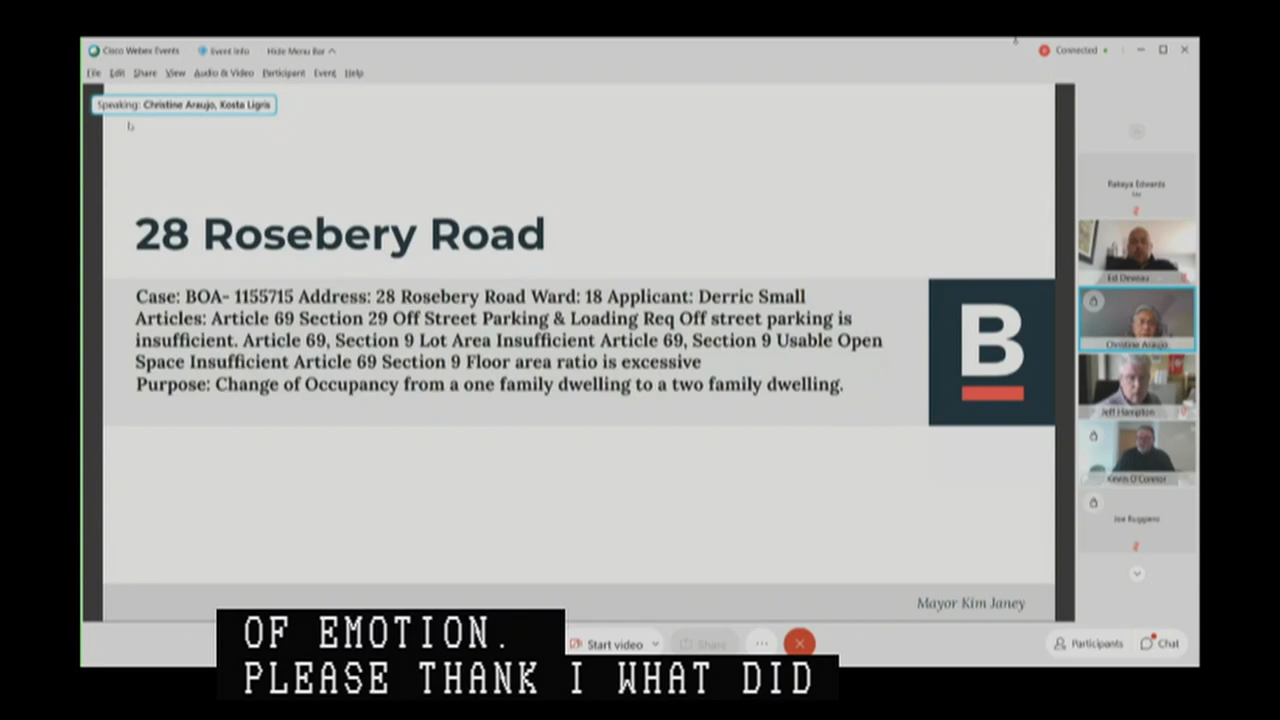 Cisco Webex Events
Event Info
Hide Menu Bar
Connected
File Edit Share View Audio & Video Participant Event Help
Speaking: Christine Araujo, Kosta Ligris
28 Rosebery Road
Case: BOA- 1155715 Address: 28 Rosebery Road Ward: 18 Applicant: Derric Small
Articles: Article 69 Section 29 Off Street Parking & Loading Req Off street parking is
insufficient. Article 69, Section 9 Lot Area Insufficient Article 69, Section 9 Usable Open
Space Insufficient Article 69 Section 9 Floor area ratio is excessive
Purpose: Change of Occupancy from a one family dwelling to a two family dwelling.
B
Mayor Kim Janey
Rakeya Edwards
Me
Ed Deveau
Christine Araujo
Jeff Hampton
Kevin O'Connor
Joe Ruggiero
Start video
Share
Participants
Chat
OF EMOTION.
PLEASE THANK I WHAT DID